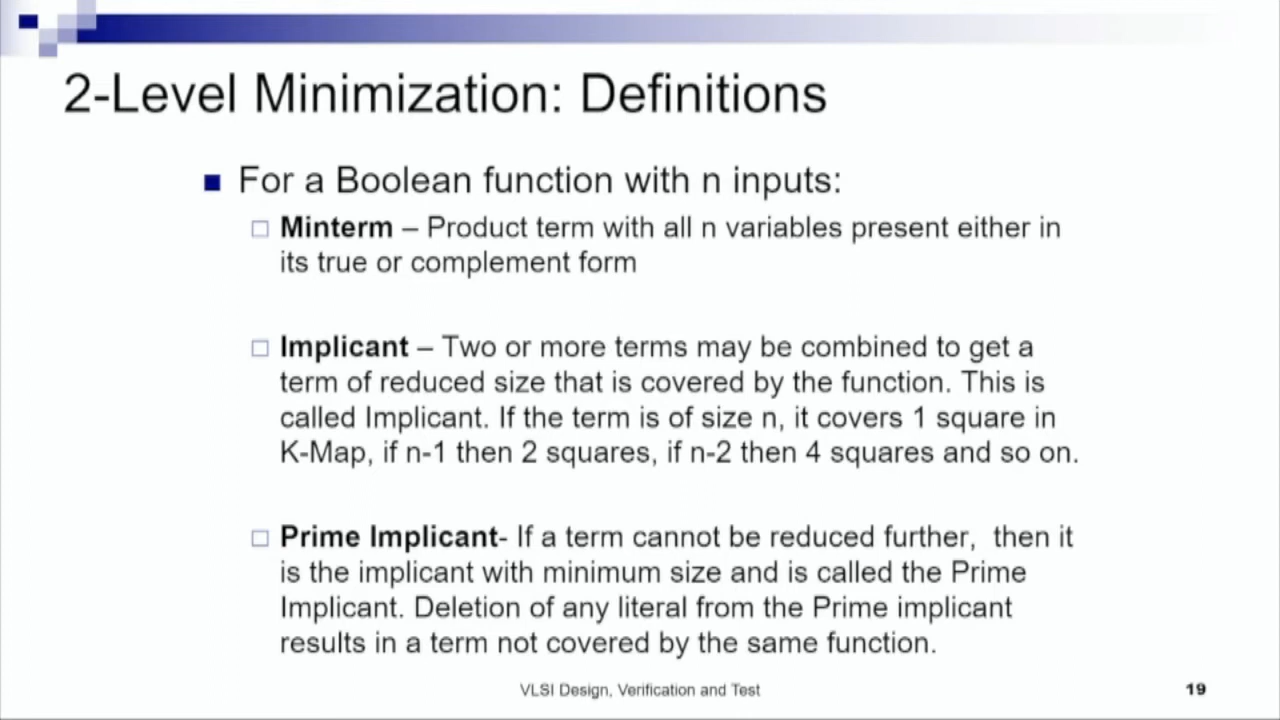 2-Level Minimization: Definitions
For a Boolean function with n inputs:
Minterm – Product term with all n variables present either in
its true or complement form
Implicant – Two or more terms may be combined to get a
term of reduced size that is covered by the function. This is
called Implicant. If the term is of size n, it covers 1 square in
K-Map, if n-1 then 2 squares, if n-2 then 4 squares and so on.
Prime Implicant- If a term cannot be reduced further,  then it
is the implicant with minimum size and is called the Prime
Implicant. Deletion of any literal from the Prime implicant
results in a term not covered by the same function.
VLSI Design, Verification and Test
19